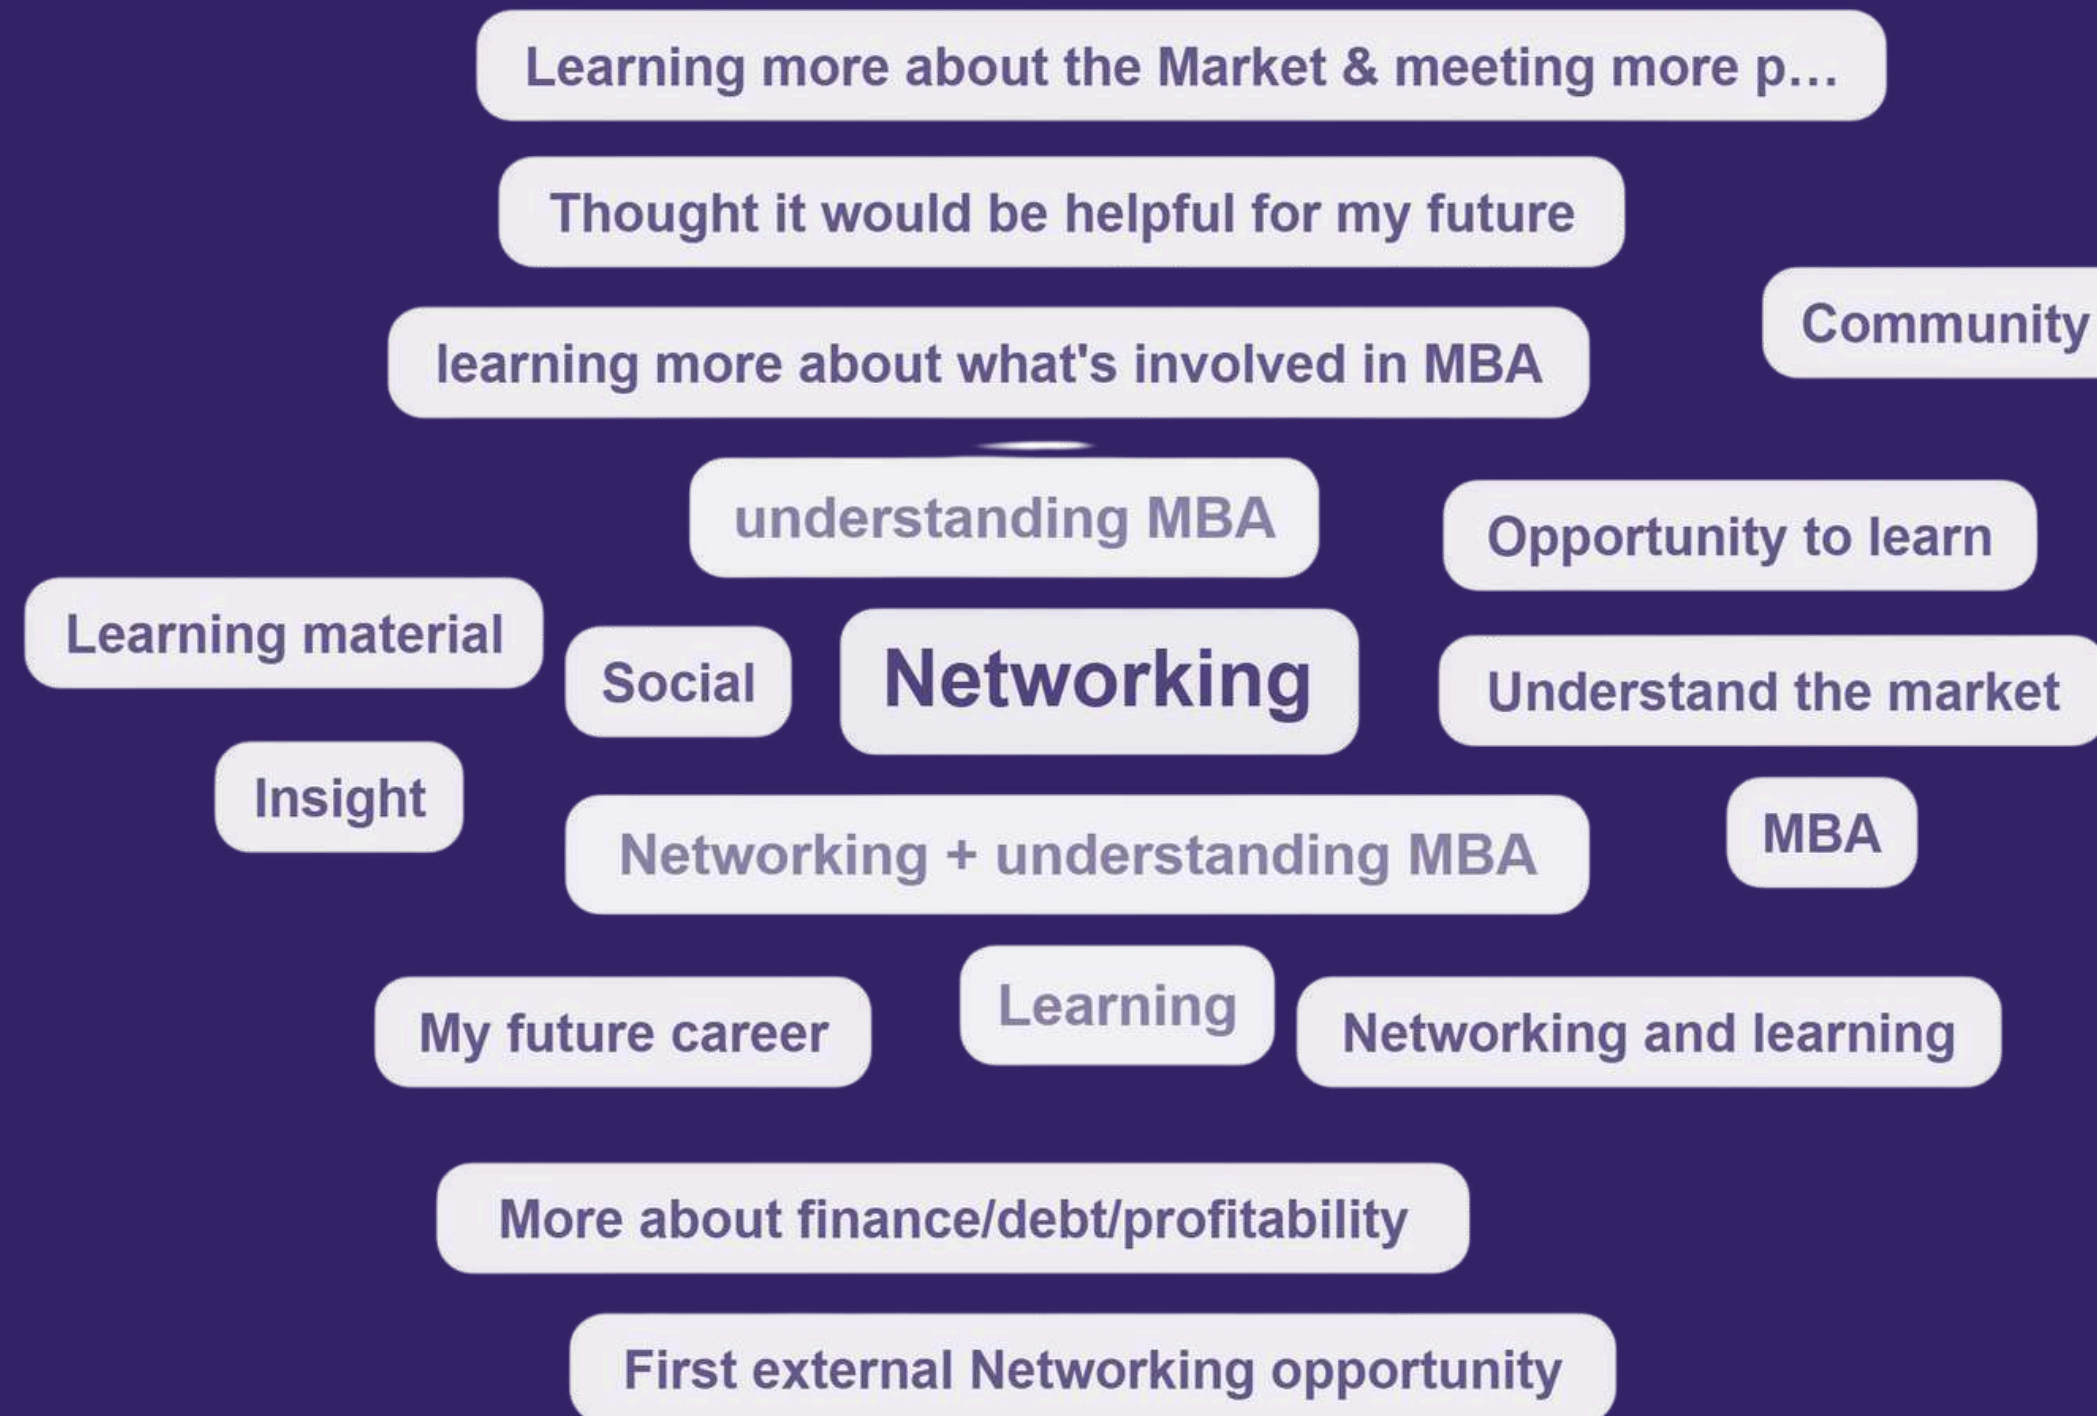 Learning more about the Market & meeting more p...
Thought it would be helpful for my future
Community
learning more about what's involved in MBA
understanding MBA
Opportunity to learn
Learning material
Social
Networking
Understand the market
Insight
Networking + understanding MBA
MBA
My future career
Learning
Networking and learning
More about finance/debt/profitability
First external Networking opportunity